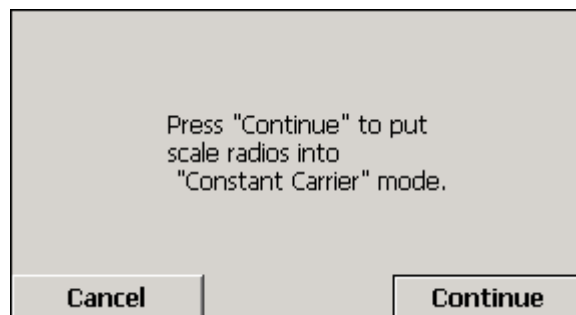 Press "Continue" to put
scale radios into
"Constant Carrier" mode.
Cancel
Continue